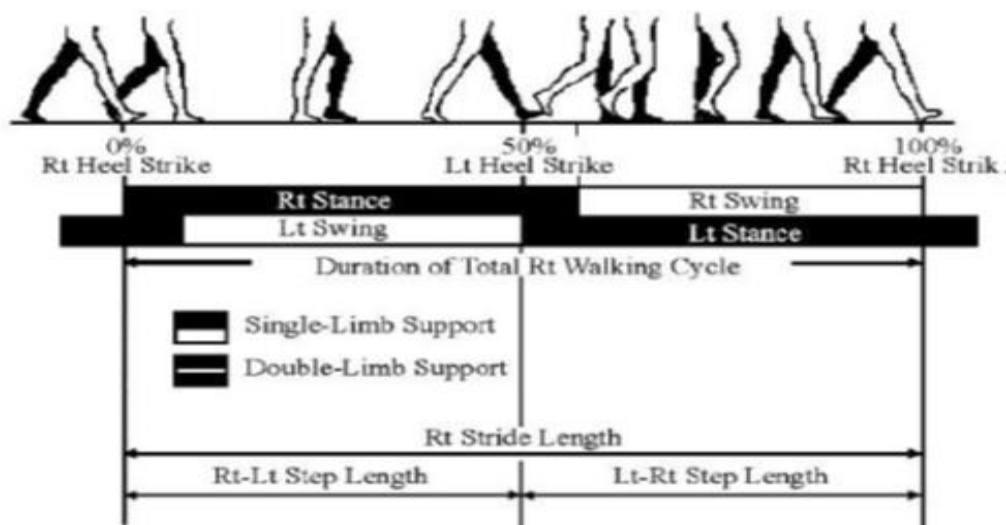 0% 50% 100%
Rt Heel Strike Lt Heel Strike Rt Heel Strik
Rt Stance Rt Swing
Lt Swing Lt Stance
Duration of Total Rt Walking Cycle
Single-Limb Support
Double-Limb Support
Rt Stride Length
Rt-Lt Step Length Lt-Rt Step Length